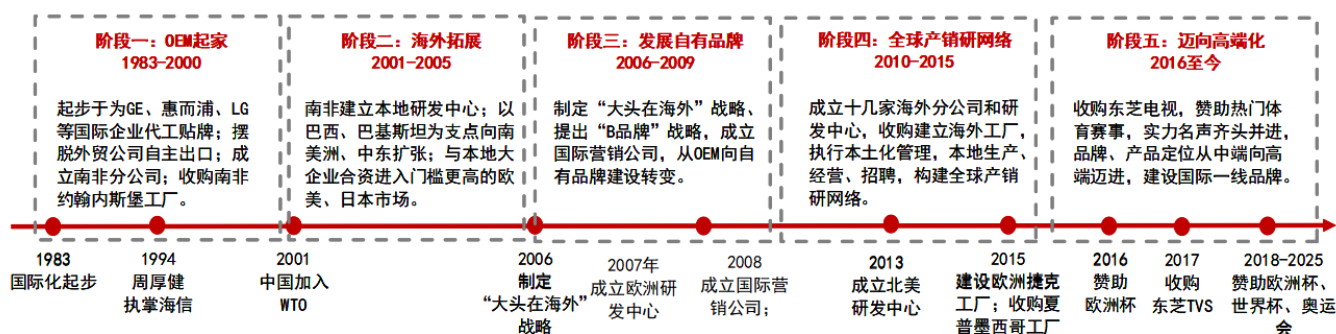 阶段一：OEM起家
1983-2000
起步于为GE、惠而浦、LG
等国际企业代工贴牌；摆
脱外贸公司自主出口；成
立南非分公司；收购南非
约翰内斯堡工厂。
阶段二：海外拓展
2001-2005
南非建立本地研发中心；以
巴西、巴基斯坦为支点向南
美洲、中东扩张；与本地大
企业合资进入门槛更高的欧
美、日本市场。
阶段三：发展自有品牌
2006-2009
制定“大头在海外”战略、
提出“B品牌”战略，成立
国际营销公司，从OEM向自
有品牌建设转变。
阶段四：全球产销研网络
2010-2015
成立十几家海外分公司和研
发中心，收购建立海外工厂，
执行本土化管理，本地生产、
经营、招聘，构建全球产销
研网络。
阶段五：迈向高端化
2016至今
收购东芝电视，赞助热门体
育赛事，实力名声齐头并进，
品牌、产品定位从中端向高
端迈进，建设国际一线品牌。
1983
国际化起步
1994
周厚健
执掌海信
2001
中国加入
WTO
2006
制定
“大头在海外”
战略
2007年
成立欧洲研
发中心
2008
成立国际营
销公司；
2013
成立北美
研发中心
2015
建设欧洲捷克
工厂；收购夏
普墨西哥工厂
2016
赞助
欧洲杯
2017
收购
东芝TVS
2018-2025
赞助欧洲杯、
世界杯、奥运
会